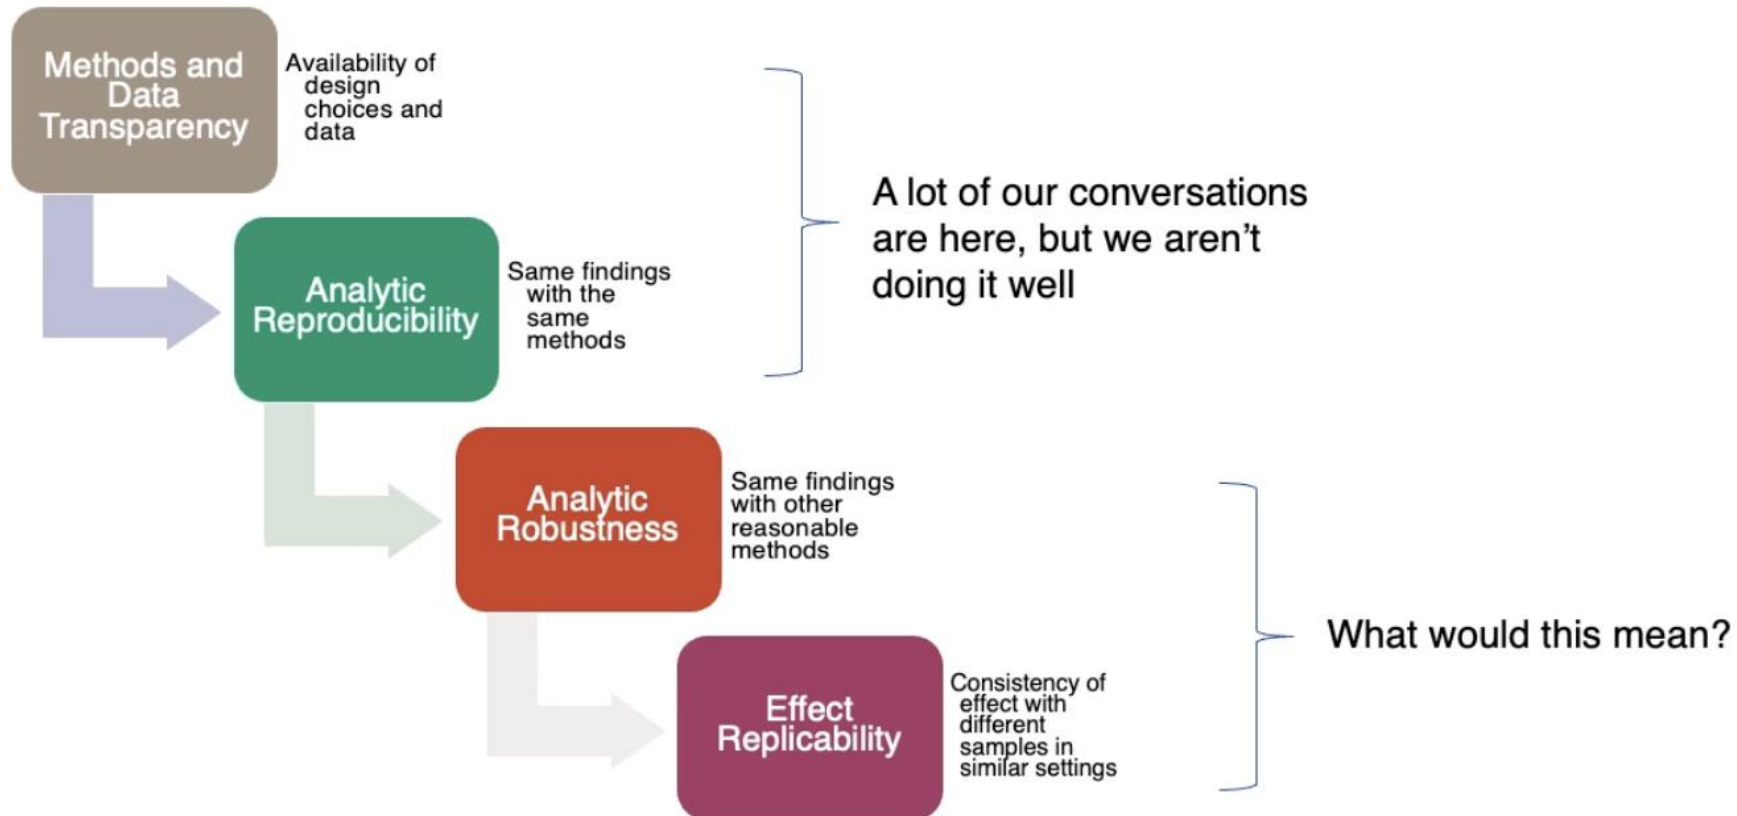 Methods and
Data
Transparency
Availability of
design
choices and
data
A lot of our conversations
are here, but we aren’t
doing it well
Analytic
Reproducibility
Same findings
with the
same
methods
Analytic
Robustness
Same findings
with other
reasonable
methods
What would this mean?
Effect
Replicability
Consistency of
effect with
different
samples in
similar settings